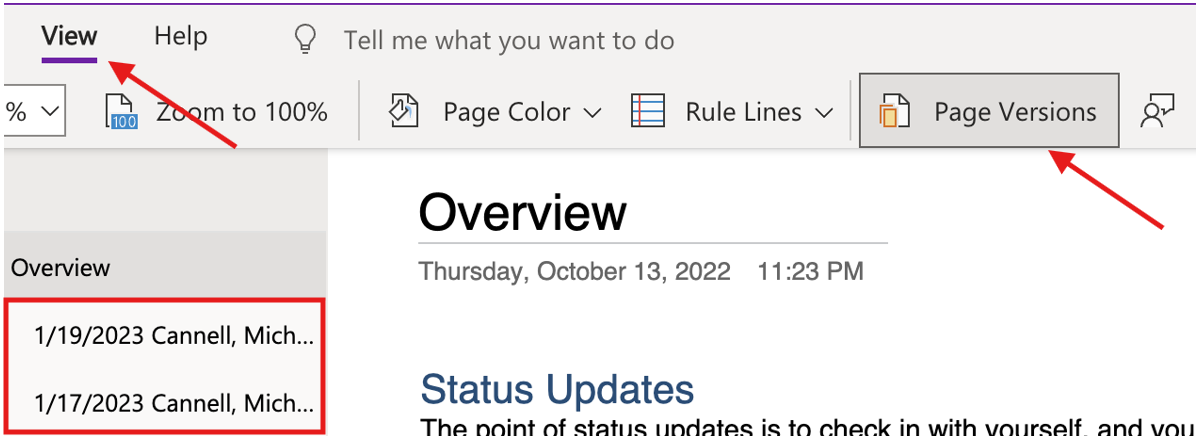 View Help Tell me what you want to do
% 100 Zoom to 100% Page Color Rule Lines Page Versions
Overview
Thursday, October 13, 2022 11:23 PM
Overview
1/19/2023 Cannell, Mich...
1/17/2023 Cannell, Mich...
Status Updates
The point of status updates is to check in with yourself, and you